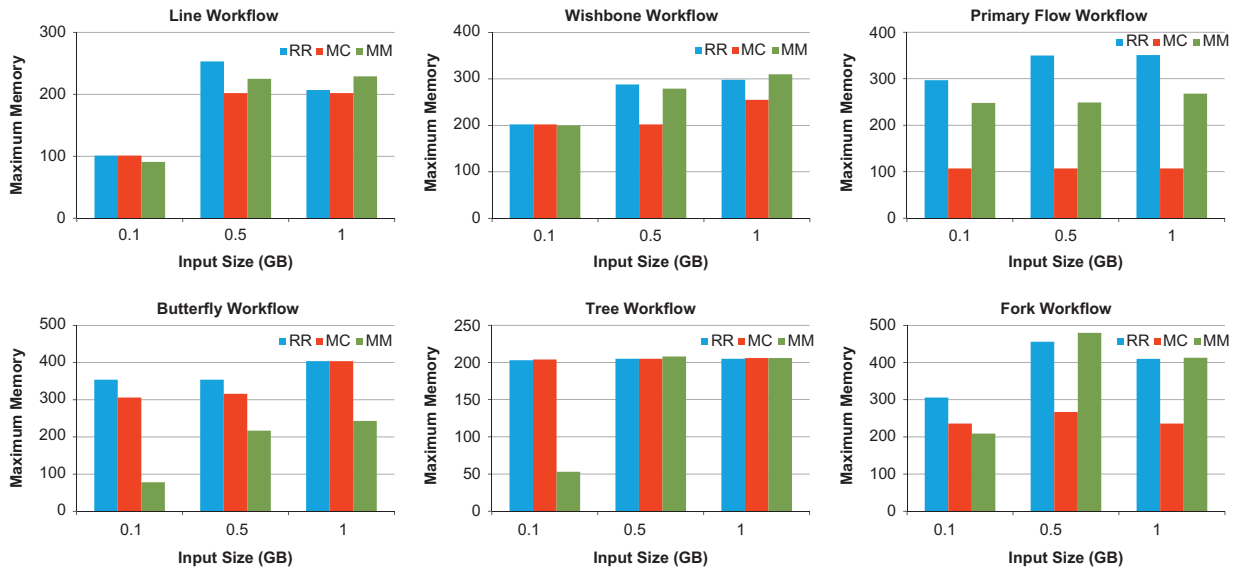 Line Workflow
300
200
100
0
Maximum Memory
RR MC MM
0.1 0.5 1
Input Size (GB)
Wishbone Workflow
400
300
200
100
0
Maximum Memory
RR MC MM
0.1 0.5 1
Input Size (GB)
Primary Flow Workflow
400
300
200
100
0
Maximum Memory
RR MC MM
0.1 0.5 1
Input Size (GB)
Butterfly Workflow
500
400
300
200
100
0
Maximum Memory
RR MC MM
0.1 0.5 1
Input Size (GB)
Tree Workflow
250
200
150
100
50
0
Maximum Memory
RR MC MM
0.1 0.5 1
Input Size (GB)
Fork Workflow
500
400
300
200
100
0
Maximum Memory
RR MC MM
0.1 0.5 1
Input Size (GB)